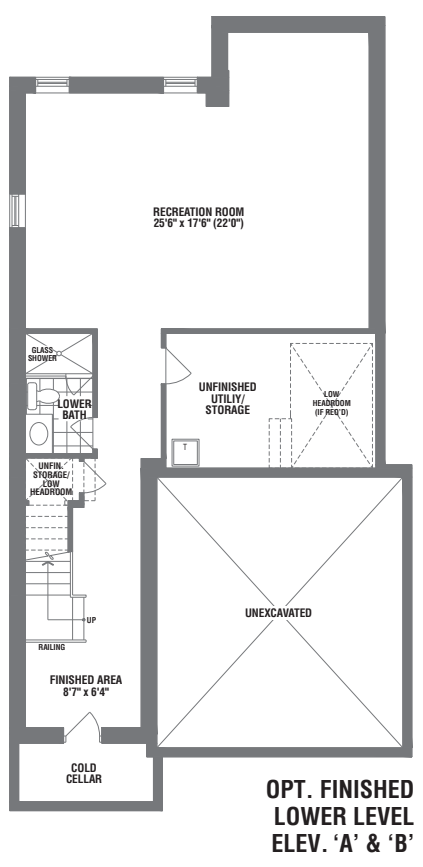 RECREATION ROOM
25'6" x 17'6" (22'0")
GLASS
SHOWER
LOWER
BATH
UNFINISHED
UTILIY/
STORAGE
LOW
HEADROOM
(IF REQ'D)
T
UNFIN.
STORAGE/
LOW
HEADROOM
UNEXCAVATED
UP
RAILING
FINISHED AREA
8'7" x 6'4"
COLD
CELLAR
OPT. FINISHED
LOWER LEVEL
ELEV. ‘A’ & ‘B’